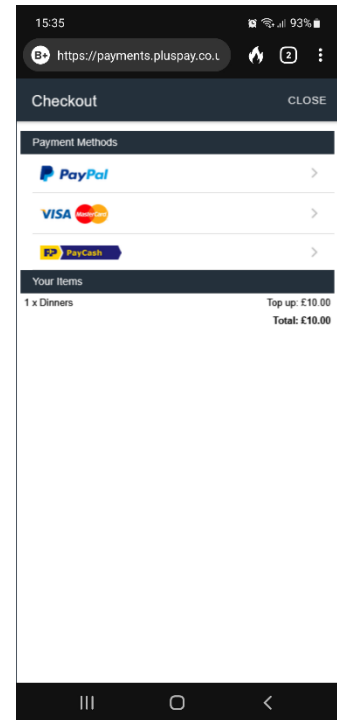 15:35 93%
B+ https://payments.pluspay.co.u 2
Checkout CLOSE
Payment Methods
PayPal
VISA MasterCard
PayCash
Your Items
1 x Dinners Top up: £10.00
Total: £10.00